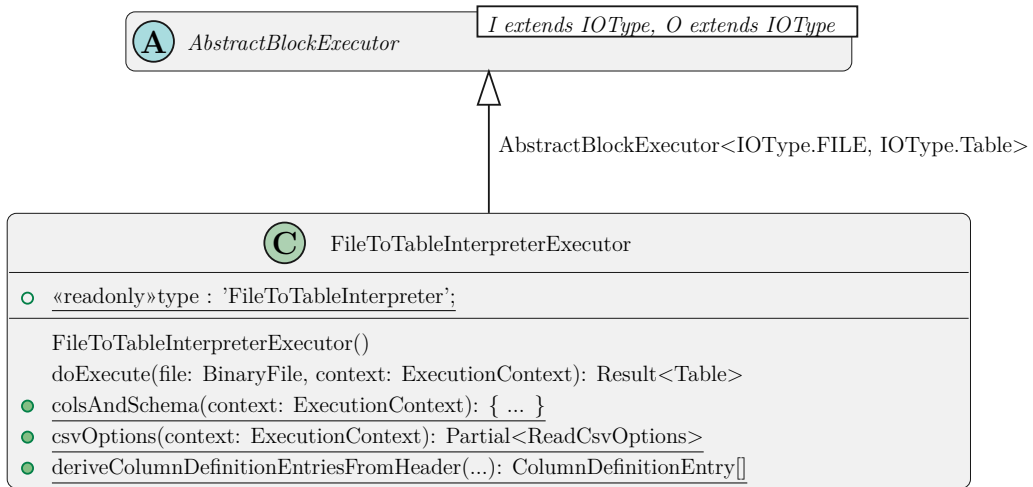 A AbstractBlockExecutor
I extends IOType, O extends IOType
AbstractBlockExecutor<IOType.FILE, IOType.Table>
C FileToTableInterpreterExecutor
«readonly»type : 'FileToTableInterpreter';
FileToTableInterpreterExecutor()
doExecute(file: BinaryFile, context: ExecutionContext): Result<Table>
colsAndSchema(context: ExecutionContext): { ... }
csvOptions(context: ExecutionContext): Partial<ReadCsvOptions>
deriveColumnDefinitionEntriesFromHeader(...): ColumnDefinitionEntry[]